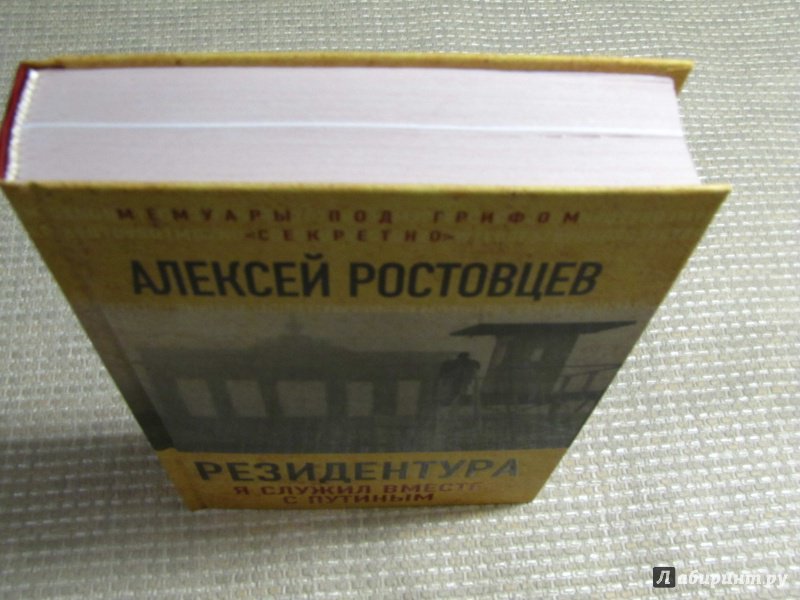 МЕМУАРЫ ПОД ГРИФОМ
«СЕКРЕТНО»
АЛЕКСЕЙ РОСТОВЦЕВ
РЕЗИДЕНТУРА
Я СЛУЖИЛ ВМЕСТЕ
С ПУТИНЫМ
Лабиринт.ру